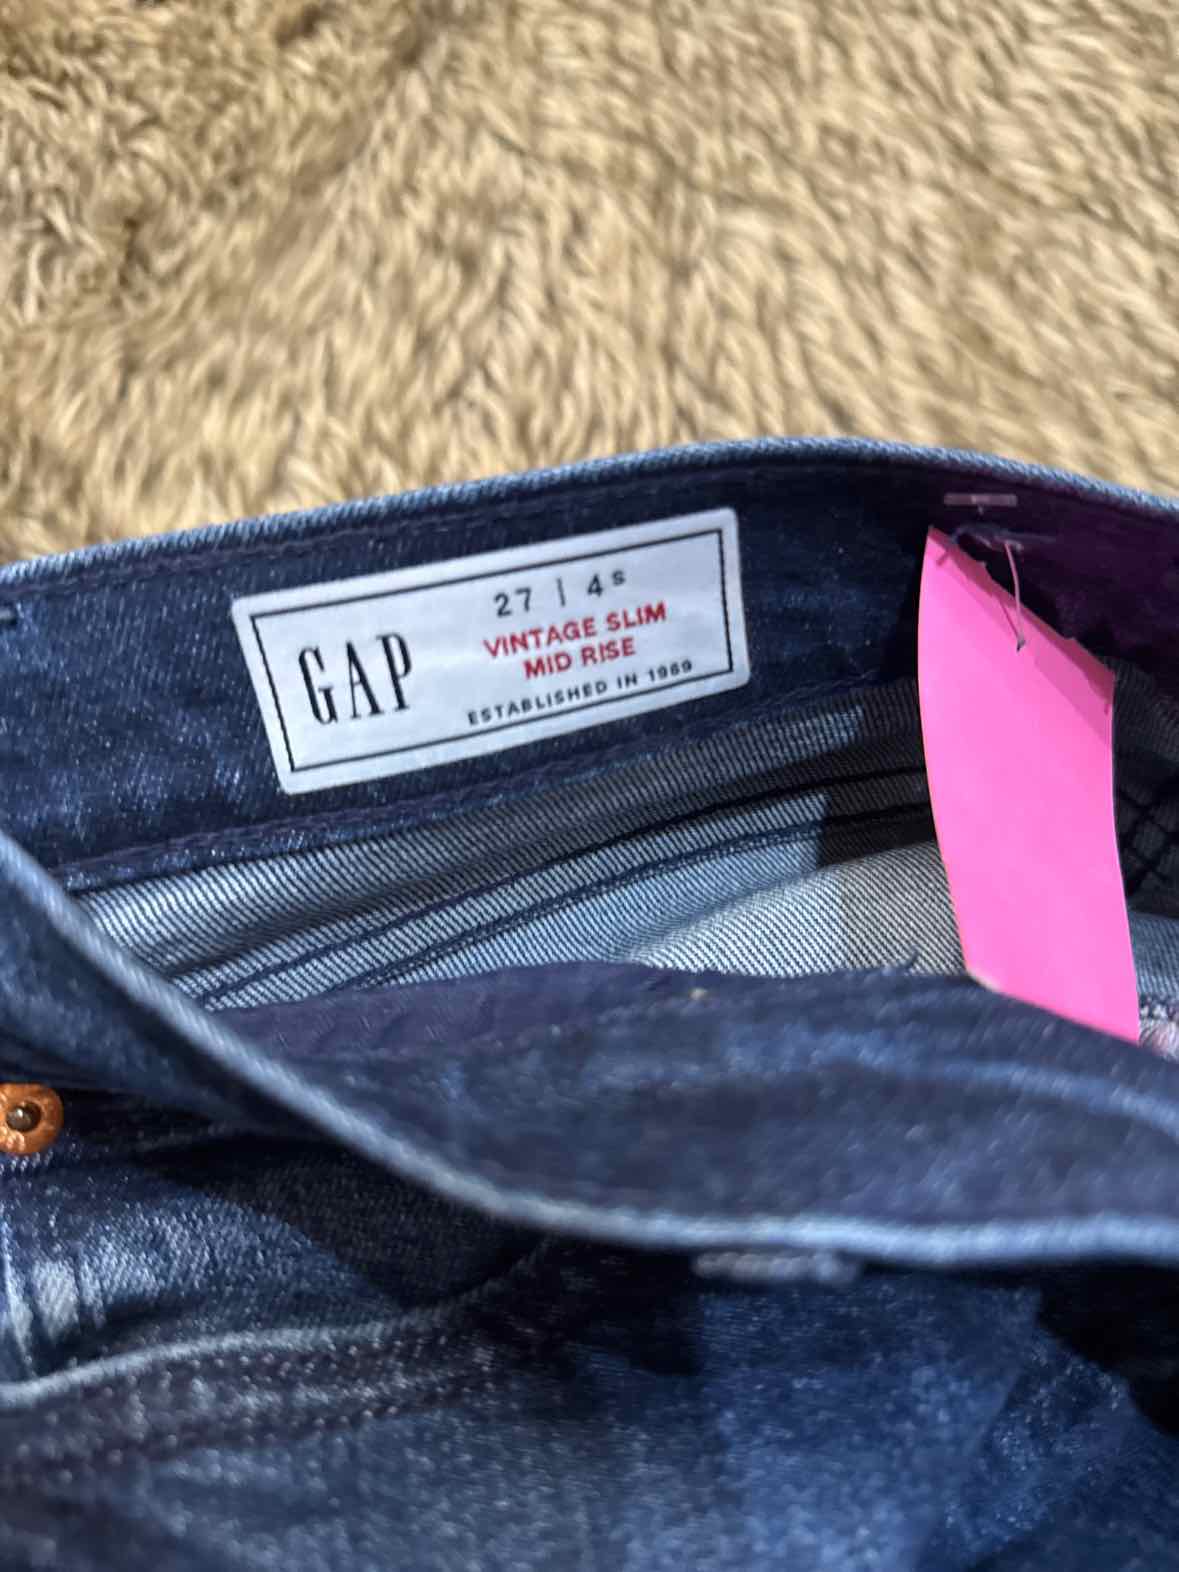 GAP
27 | 4s
VINTAGE SLIM
MID RISE
ESTABLISHED IN 1969